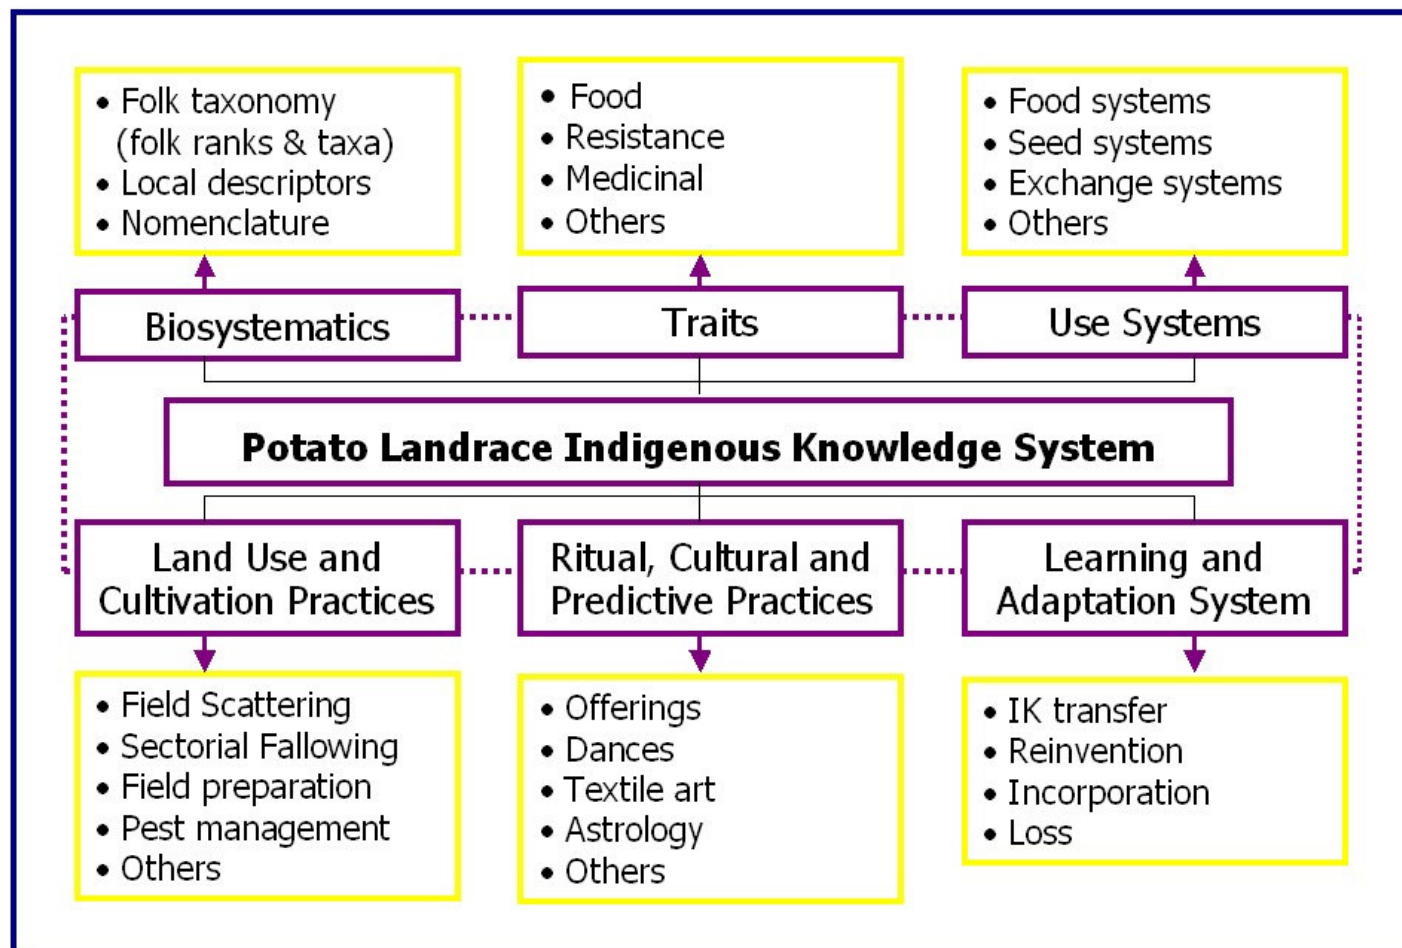 • Folk taxonomy
(folk ranks & taxa)
• Local descriptors
• Nomenclature
• Food
• Resistance
• Medicinal
• Others
• Food systems
• Seed systems
• Exchange systems
• Others
Biosystematics
Traits
Use Systems
Potato Landrace Indigenous Knowledge System
Land Use and
Cultivation Practices
Ritual, Cultural and
Predictive Practices
Learning and
Adaptation System
• Field Scattering
• Sectorial Fallowing
• Field preparation
• Pest management
• Others
• Offerings
• Dances
• Textile art
• Astrology
• Others
• IK transfer
• Reinvention
• Incorporation
• Loss